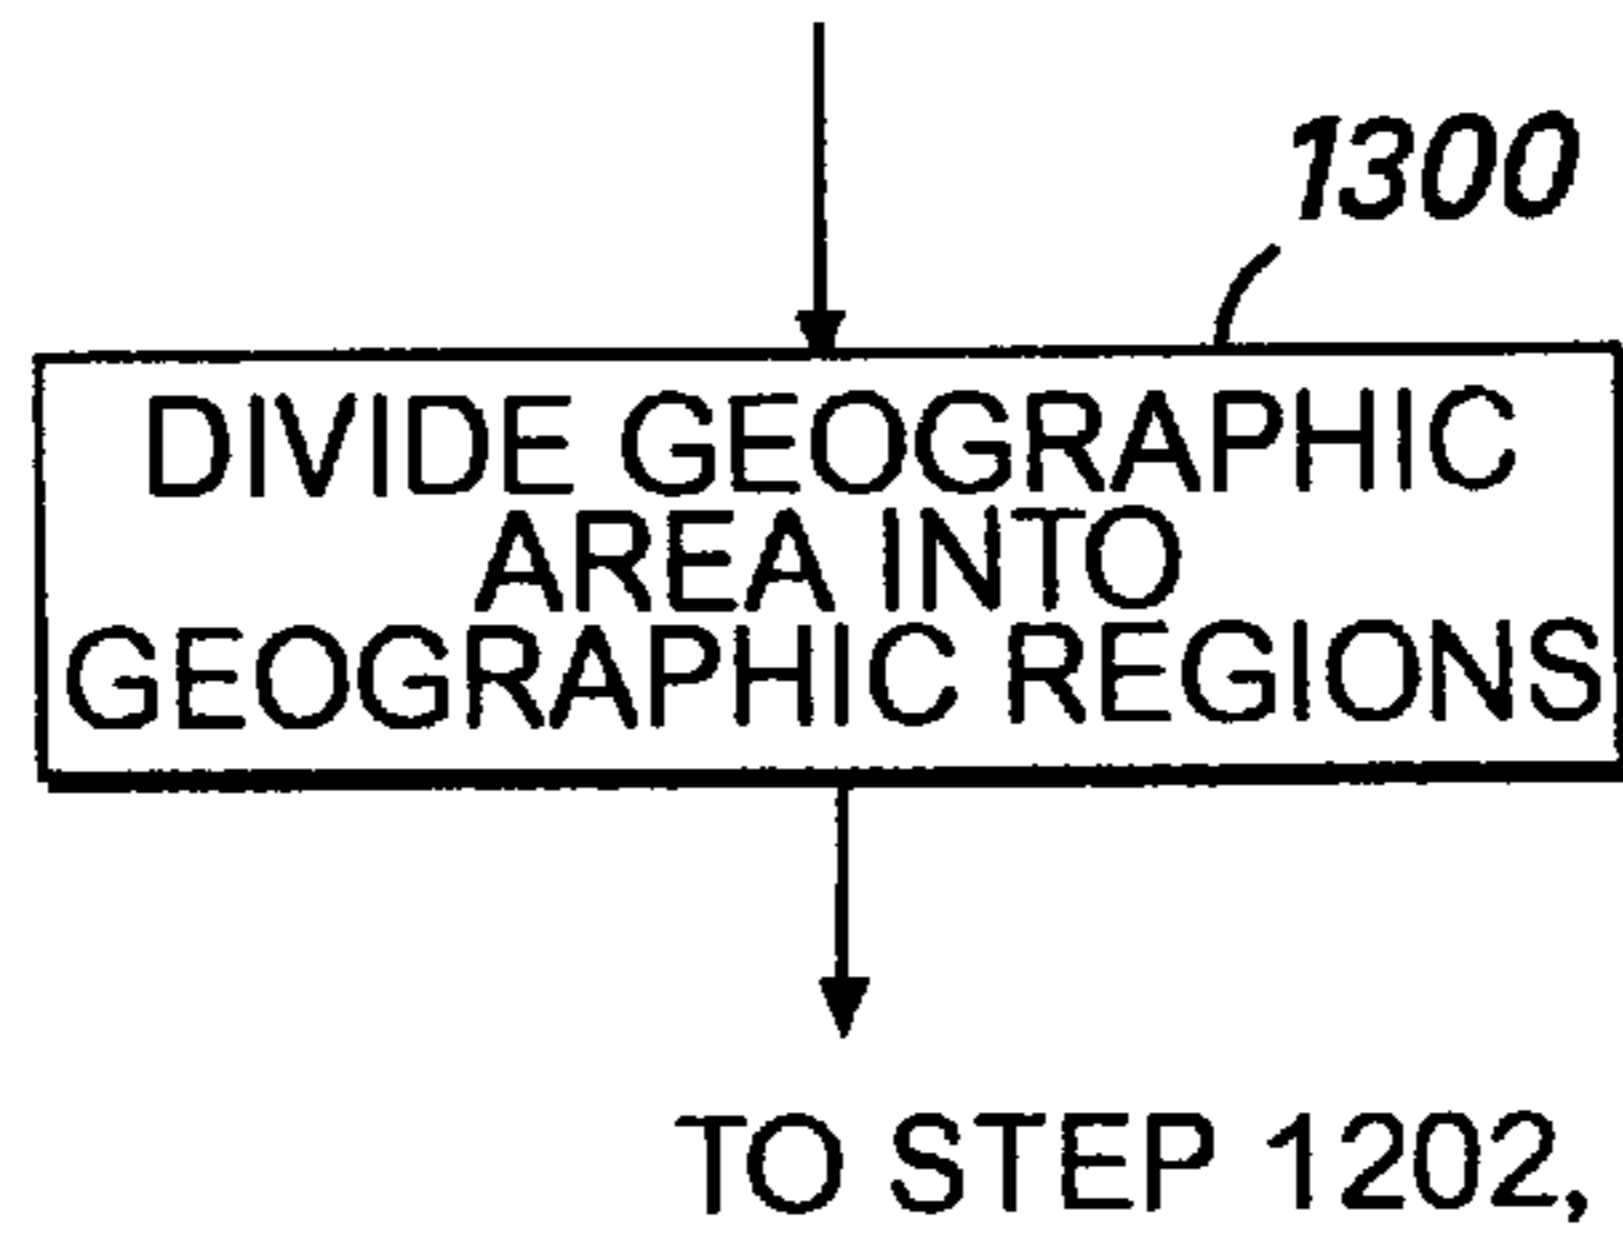 1300
DIVIDE GEOGRAPHIC
AREA INTO
GEOGRAPHIC REGIONS
TO STEP 1202,